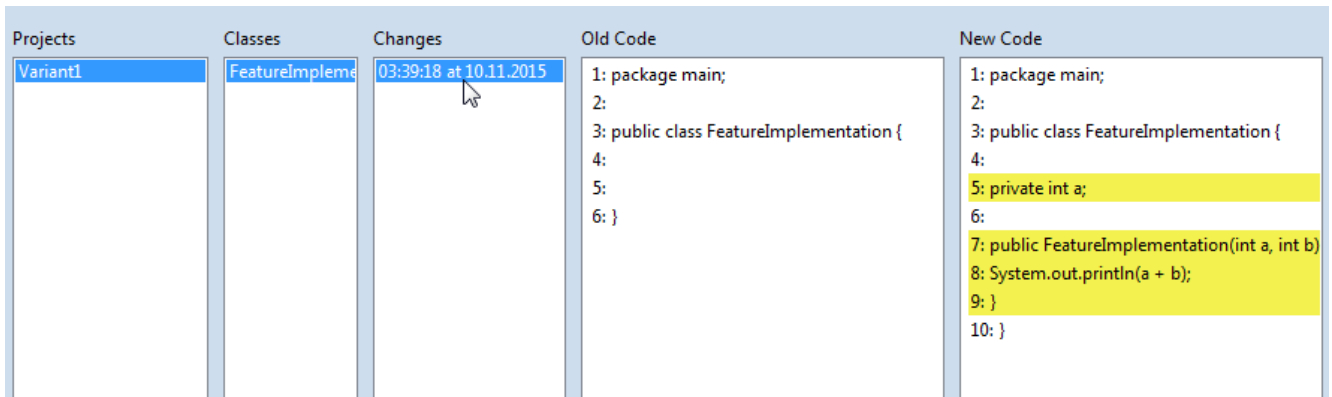 Projects
Classes
Changes
Old Code
New Code
Variant1
FeatureImpleme
03:39:18 at 10.11.2015
1: package main;
2:
3: public class FeatureImplementation {
4:
5:
6: }
1: package main;
2:
3: public class FeatureImplementation {
4:
5: private int a;
6:
7: public FeatureImplementation(int a, int b)
8: System.out.println(a + b);
9: }
10: }